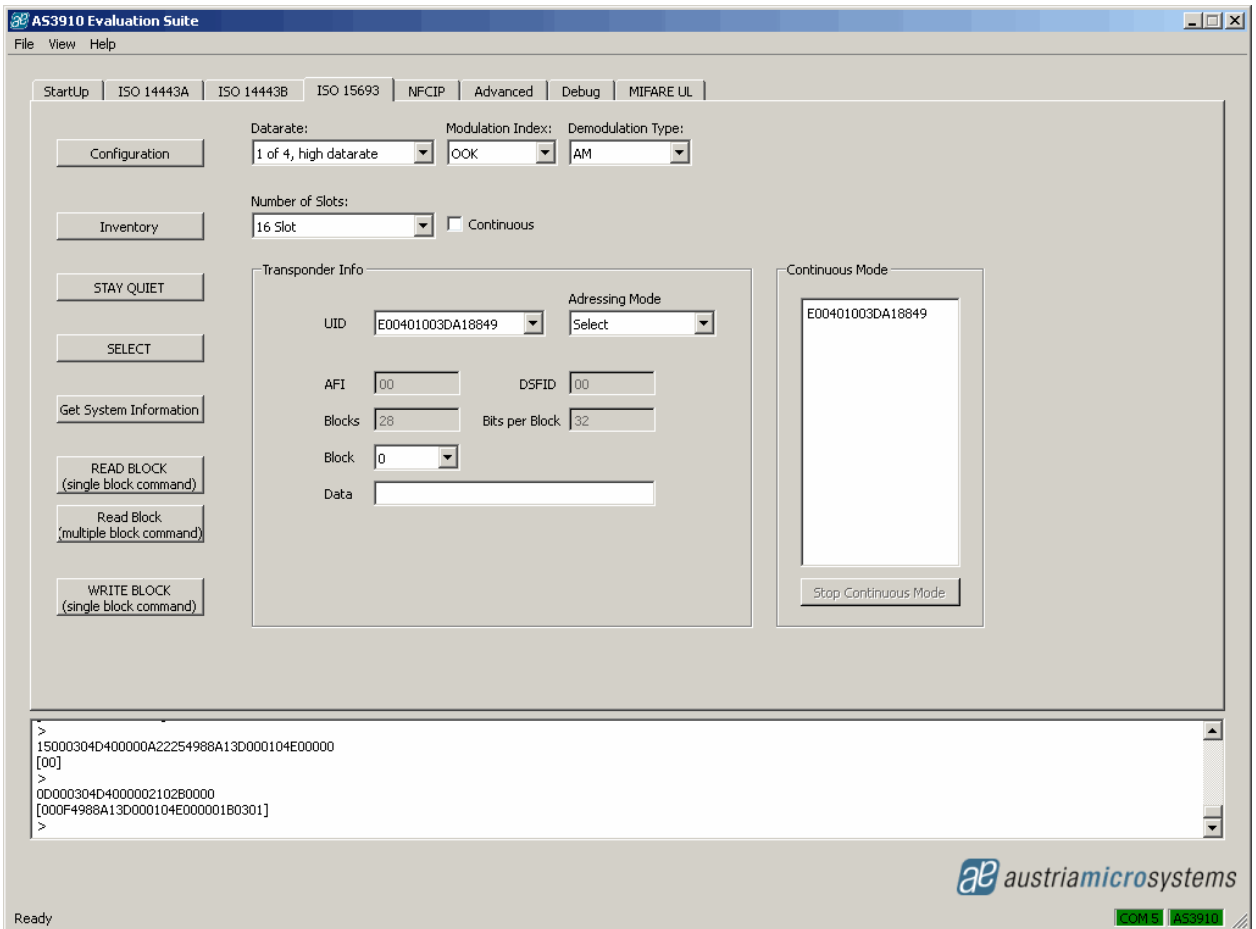 AS3910 Evaluation Suite
File View Help
StartUp ISO 14443A ISO 14443B ISO 15693 NFCIP Advanced Debug MIFARE UL
Datarate: Modulation Index: Demodulation Type:
Configuration 1 of 4, high datarate OOK AM
Number of Slots:
Inventory 16 Slot Continuous
Transponder Info Continuous Mode
STAY QUIET
Adressing Mode
UID E00401003DA18849 Select E00401003DA18849
SELECT
AFI 00 DSFID 00
Get System Information
Blocks 28 Bits per Block 32
Block 0
READ BLOCK
(single block command)
Data
Read Block
(multiple block command)
WRITE BLOCK
(single block command)
Stop Continuous Mode
>
15000304D400000A22254988A13D000104E00000
[00]
>
0D000304D4000002102B0000
[000F4988A13D000104E000001B0301]
>
ae austriamicrosystems
Ready COM 5 AS3910